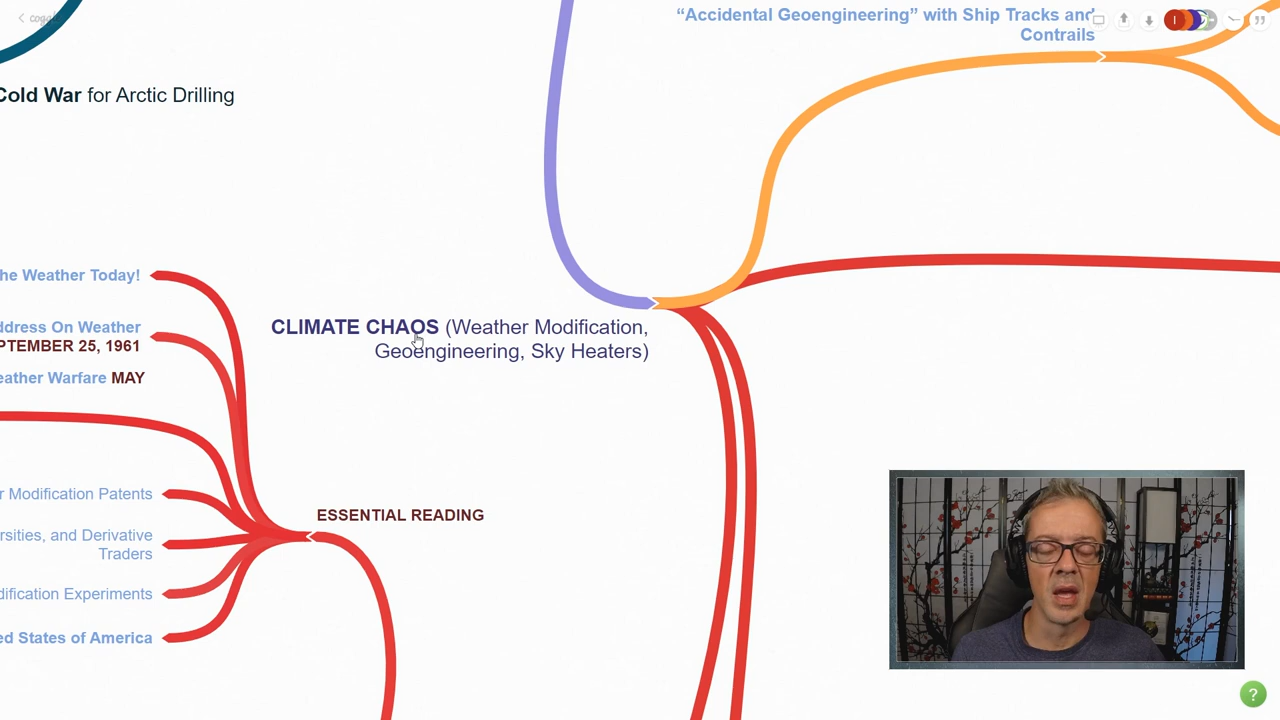 coggle
“Accidental Geoengineering” with Ship Tracks and
Contrails
Cold War for Arctic Drilling
he Weather Today!
ddress On Weather
PTEMBER 25, 1961
eather Warfare MAY
CLIMATE CHAOS (Weather Modification,
Geoengineering, Sky Heaters)
r Modification Patents
ESSENTIAL READING
rsities, and Derivative
Traders
dification Experiments
ed States of America
?